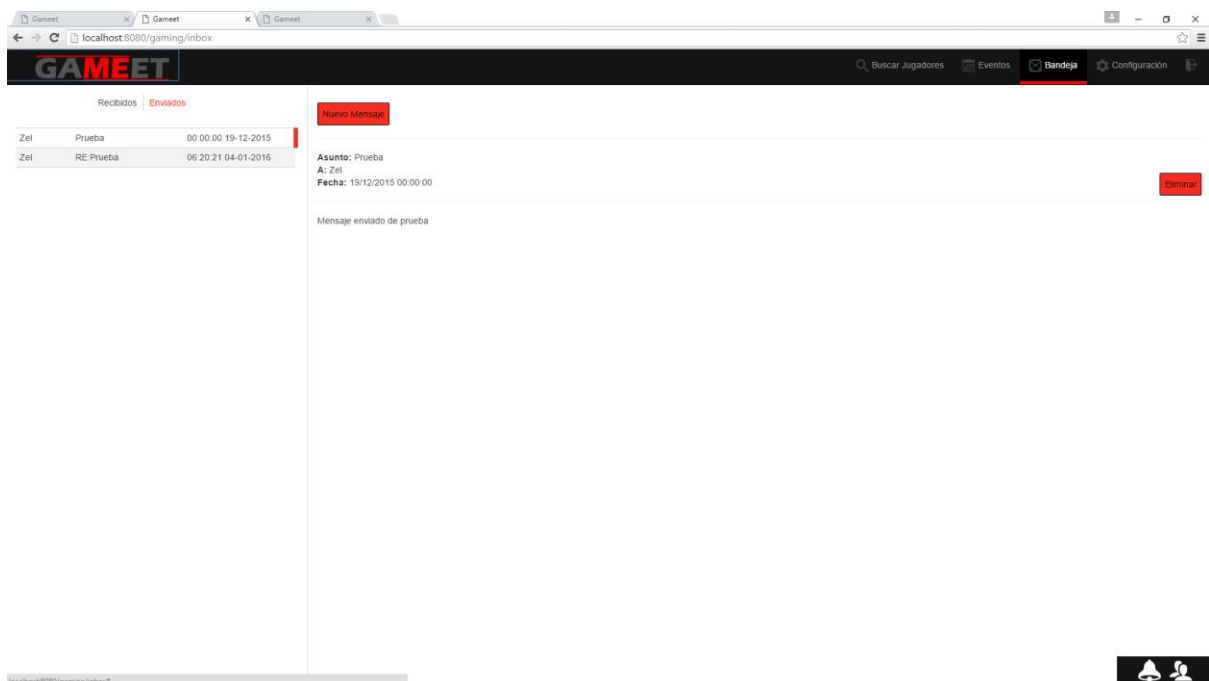 Gameet Gameet Gameet
localhost:8080/gaming/inbox
GAMEET Buscar Jugadores Eventos Bandeja Configuración
Recibidos Enviados
Zel Prueba 00:00:00 19-12-2015
Zel RE:Prueba 06:20:21 04-01-2016
Nuevo Mensaje
Asunto: Prueba
A: Zel
Fecha: 19/12/2015 00:00:00
Eliminar
Mensaje enviado de prueba